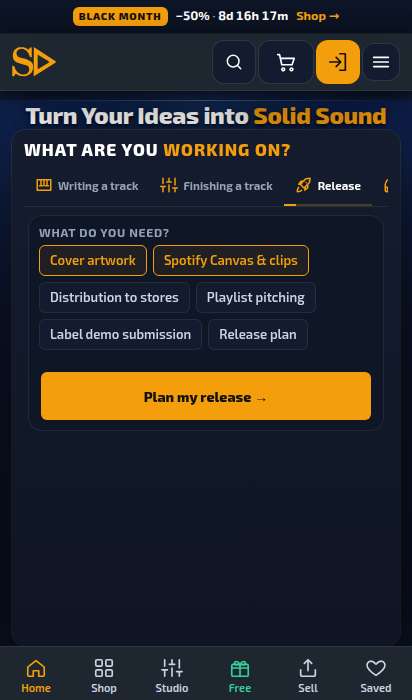 BLACK MONTH −50% · 8d 16h 17m Shop →
Turn Your Ideas into Solid Sound
WHAT ARE YOU WORKING ON?
Writing a track Finishing a track Release
WHAT DO YOU NEED?
Cover artwork Spotify Canvas & clips
Distribution to stores Playlist pitching
Label demo submission Release plan
Plan my release →
Home Shop Studio Free Sell Saved